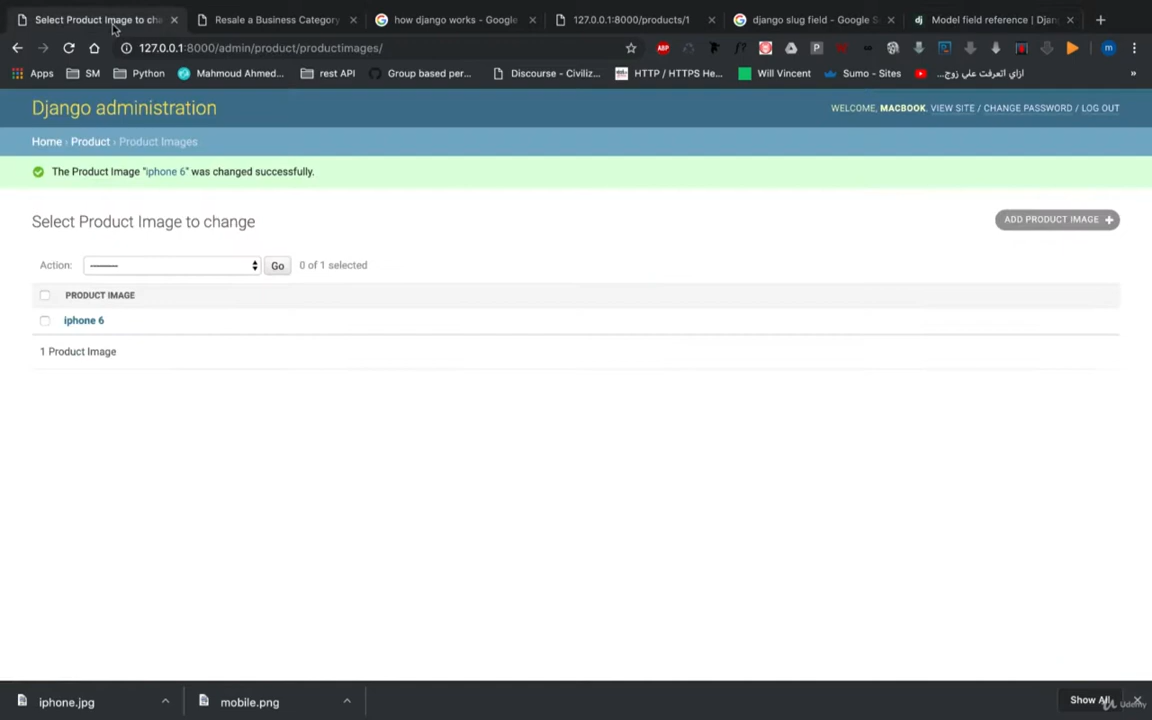 Select Product Image to cha
Resale a Business Category
how django works - Google
127.0.0.1:8000/products/1
django slug field - Google S
Model field reference | Djan
127.0.0.1:8000/admin/product/productimages/
Apps
SM
Python
Mahmoud Ahmed...
rest API
Group based per...
Discourse - Civiliz...
HTTP / HTTPS He...
Will Vincent
Sumo - Sites
ازاي اتعرفت علي زوج...
Django administration
WELCOME, MACBOOK. VIEW SITE / CHANGE PASSWORD / LOG OUT
Home › Product › Product Images
The Product Image "iphone 6" was changed successfully.
Select Product Image to change
ADD PRODUCT IMAGE +
Action: --------- Go 0 of 1 selected
PRODUCT IMAGE
iphone 6
1 Product Image
iphone.jpg
mobile.png
Show All
Udemy